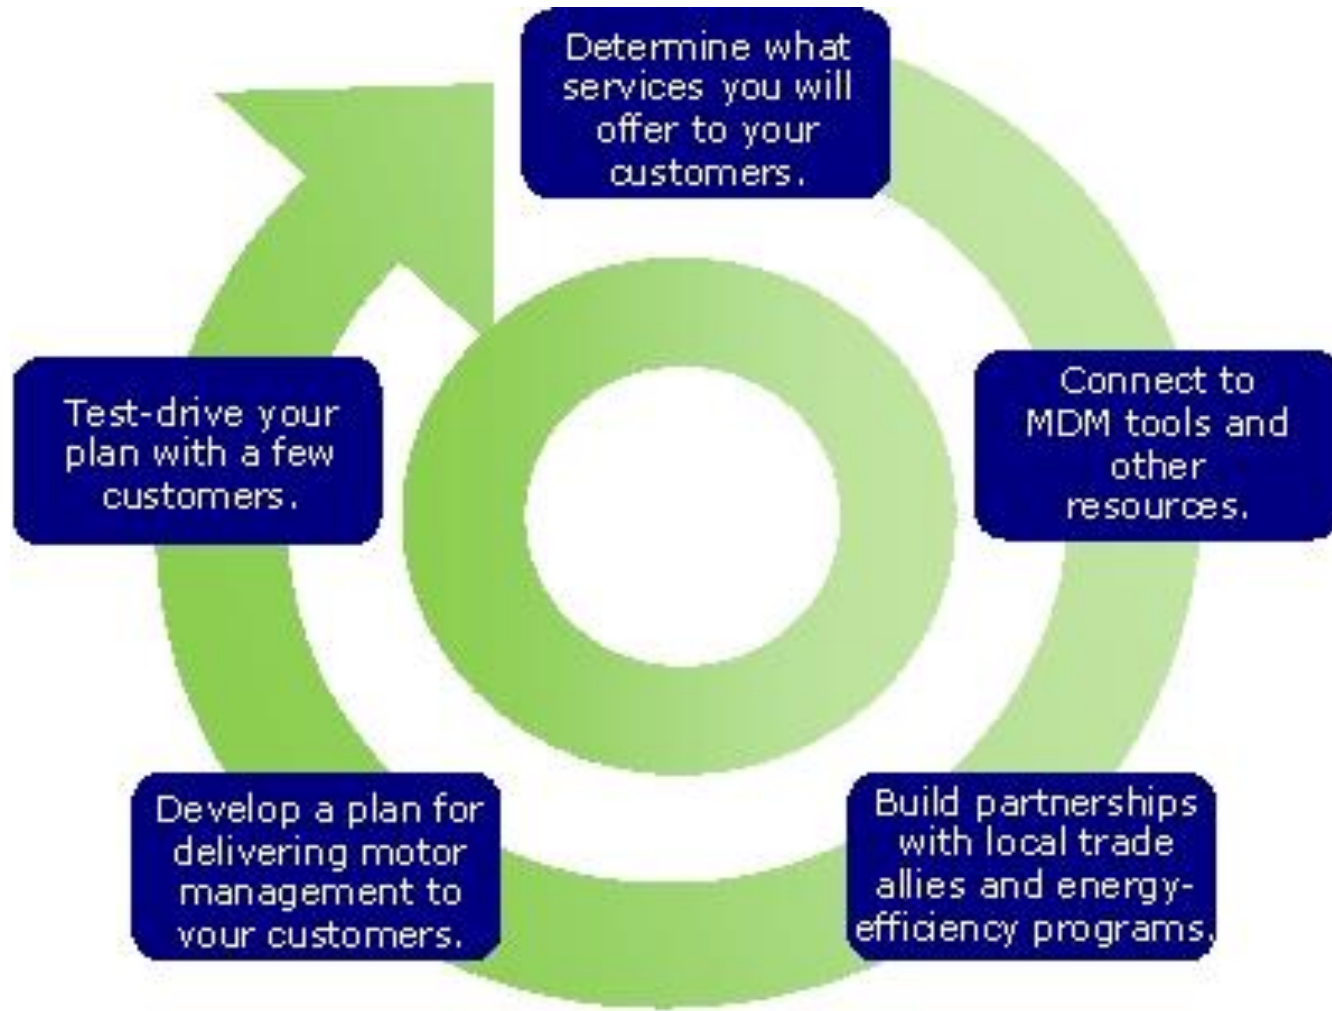 Determine what
services you will
offer to your
customers.
Connect to
MDM tools and
other
resources.
Build partnerships
with local trade
allies and energy-
efficiency programs.
Develop a plan for
delivering motor
management to
your customers.
Test-drive your
plan with a few
customers.